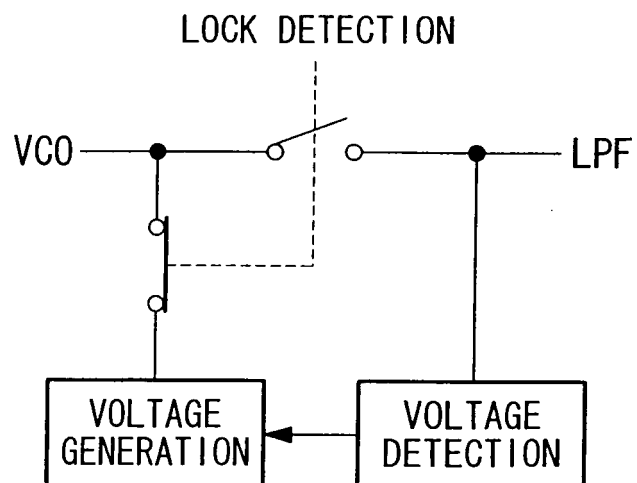 LOCK DETECTION
VCO
LPF
VOLTAGE
GENERATION
VOLTAGE
DETECTION